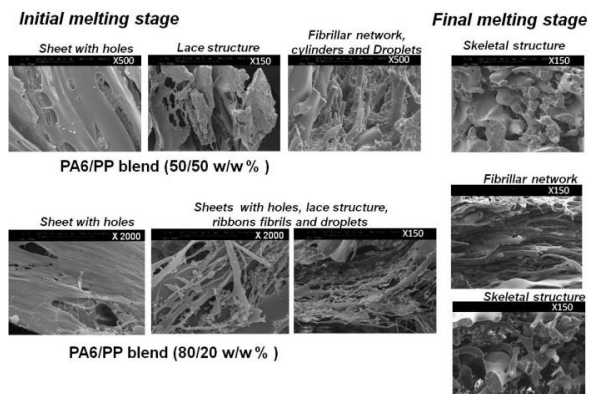 Initial melting stage
Final melting stage
Sheet with holes
Lace structure
Fibrillar network,
cylinders and Droplets
Skeletal structure
X500
X150
X500
X150
PA6/PP blend (50/50 w/w% )
Fibrillar network
X150
Sheet with holes
Sheets with holes, lace structure,
ribbons fibrils and droplets
X 2000
X 2000
X150
Skeletal structure
X150
PA6/PP blend (80/20 w/w% )